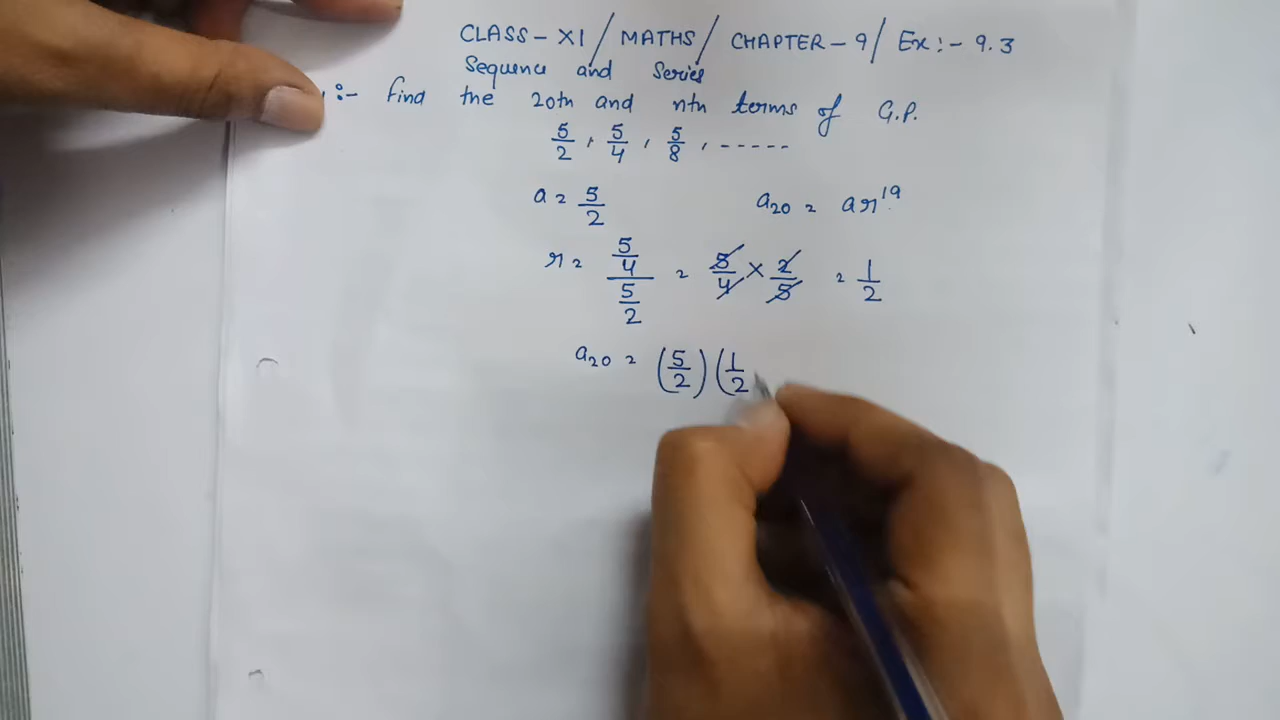 CLASS - XI / MATHS / CHAPTER - 9 / Ex :- 9.3
Sequence and Series
:- Find the 20th and nth terms of G.P.
5/2, 5/4, 5/8, -----
a = 5/2
a20 = ar^19
r = (5/4)/(5/2) = 5/4 × 2/5 = 1/2
a20 = (5/2) (1/2